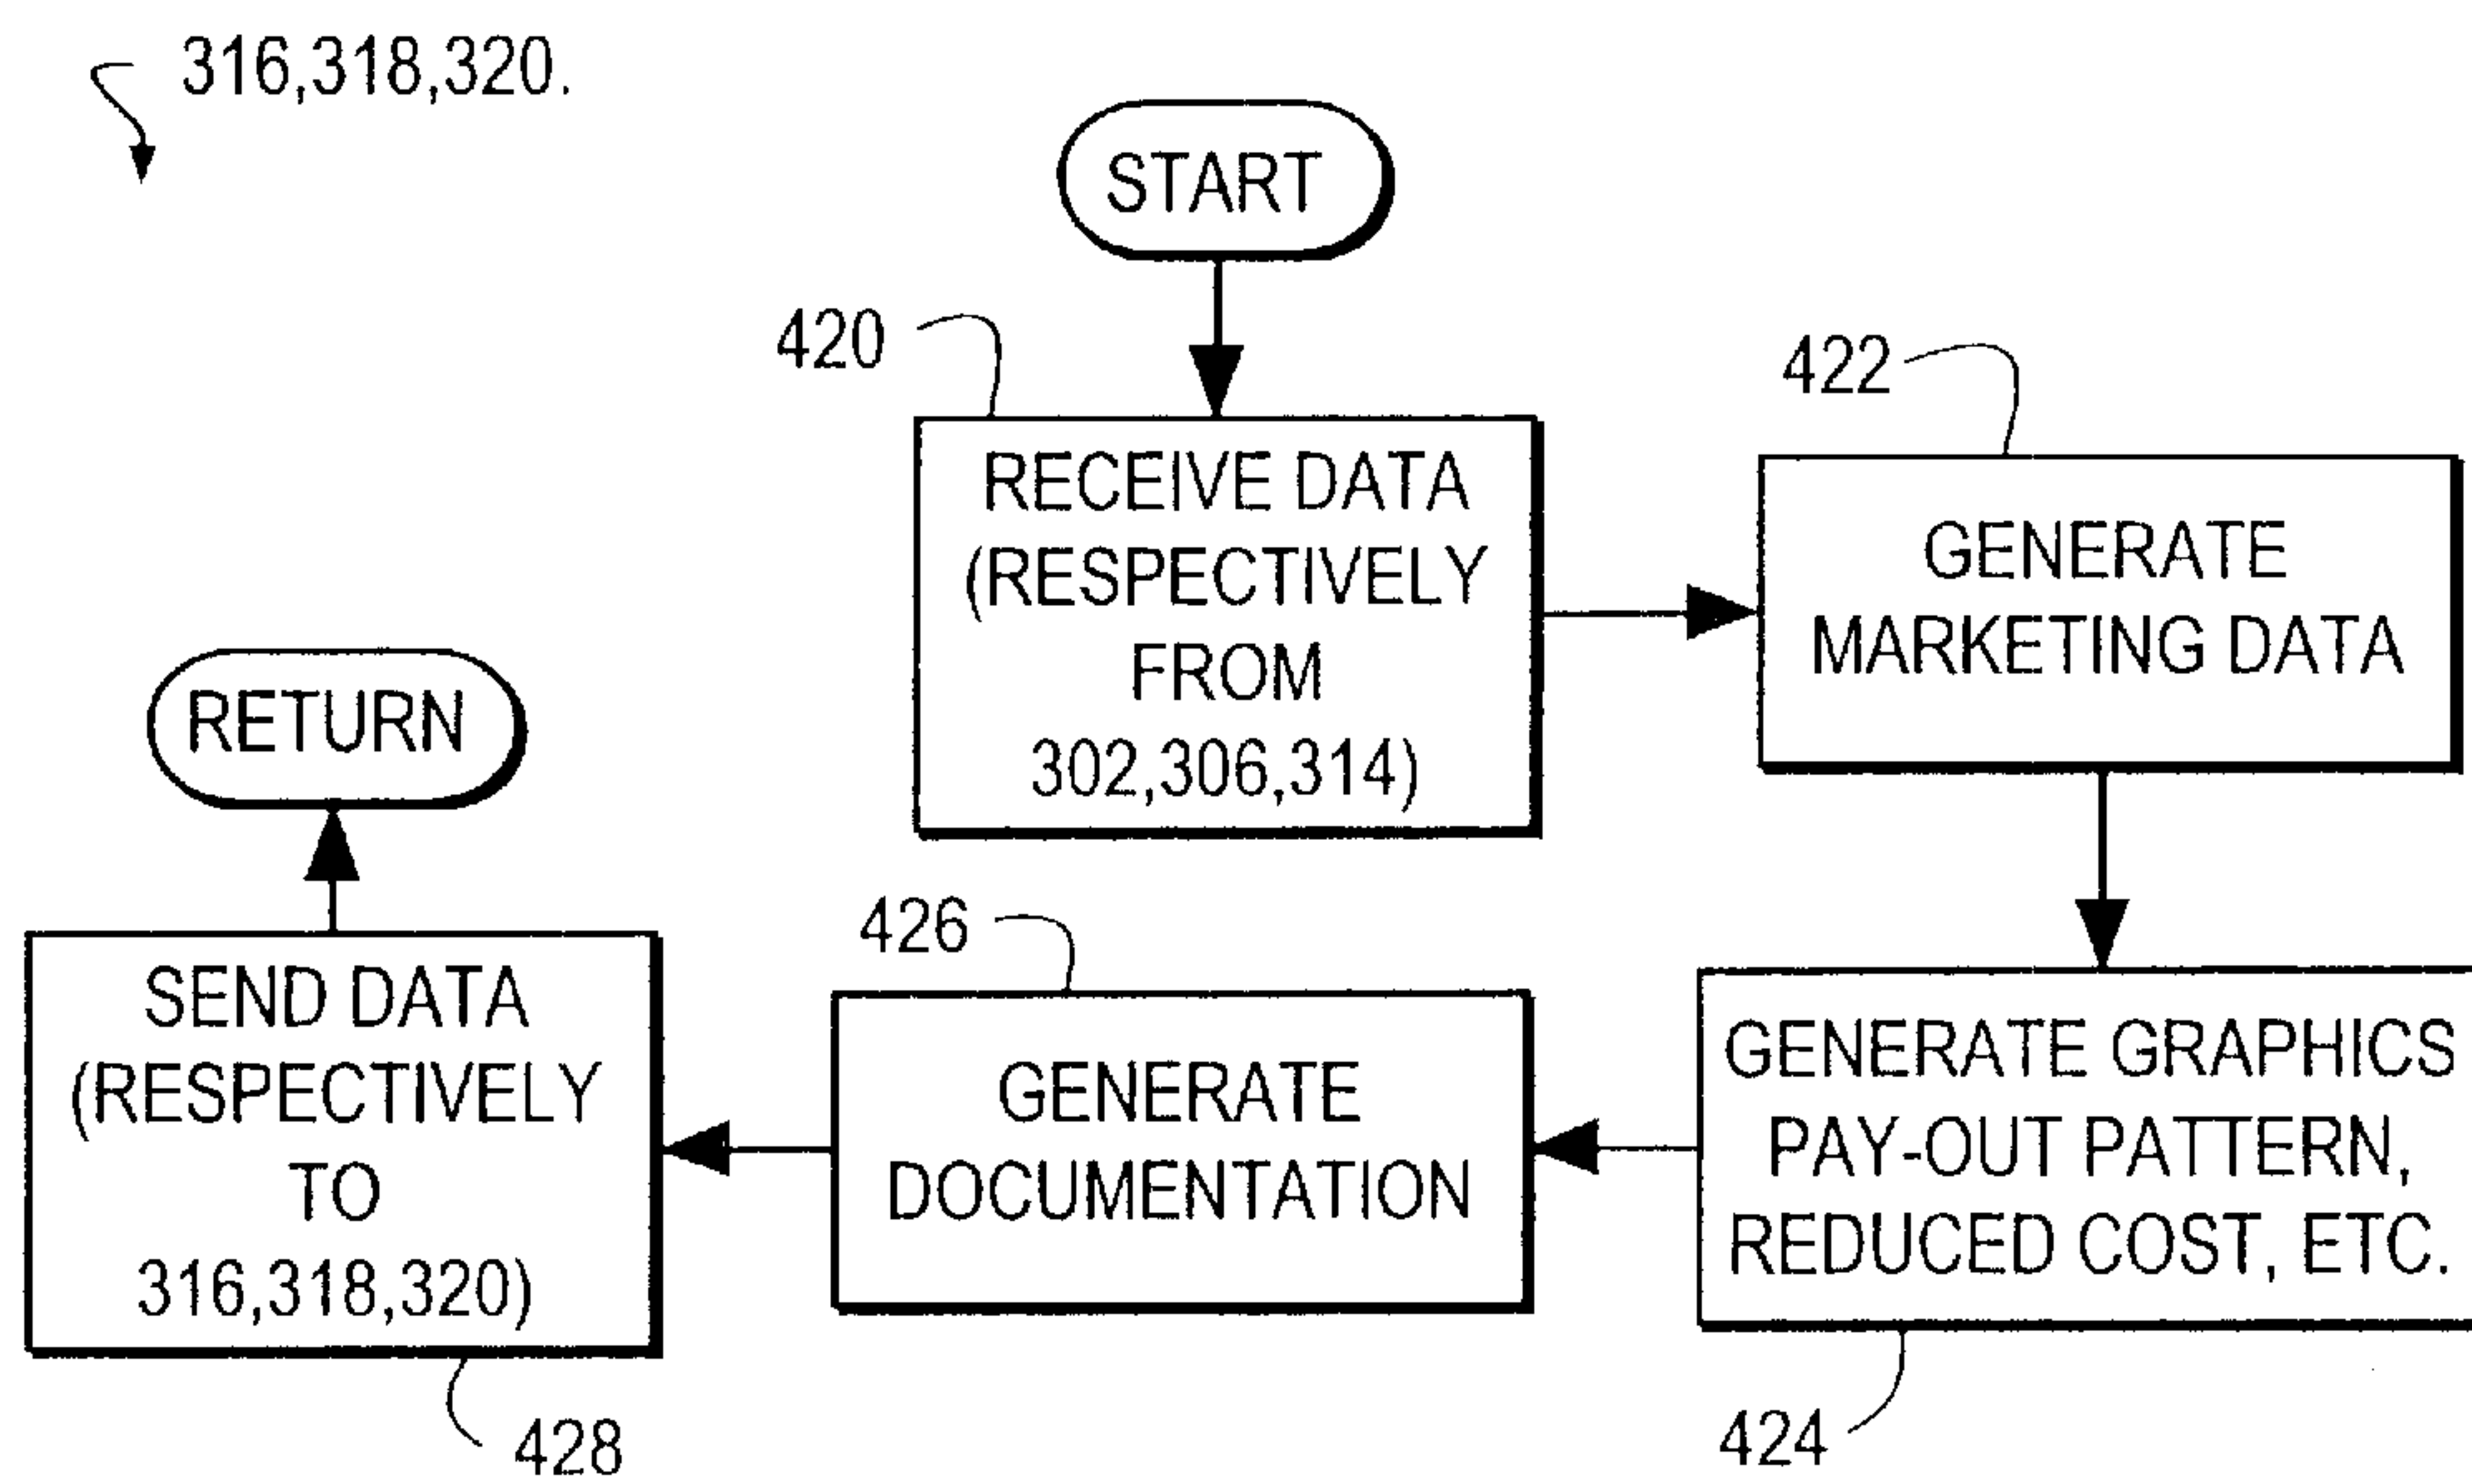 316,318,320.
START
420
RECEIVE DATA
(RESPECTIVELY
FROM
302,306,314)
422
GENERATE
MARKETING DATA
GENERATE GRAPHICS
PAY-OUT PATTERN,
REDUCED COST, ETC.
424
426
GENERATE
DOCUMENTATION
SEND DATA
(RESPECTIVELY
TO
316,318,320)
428
RETURN